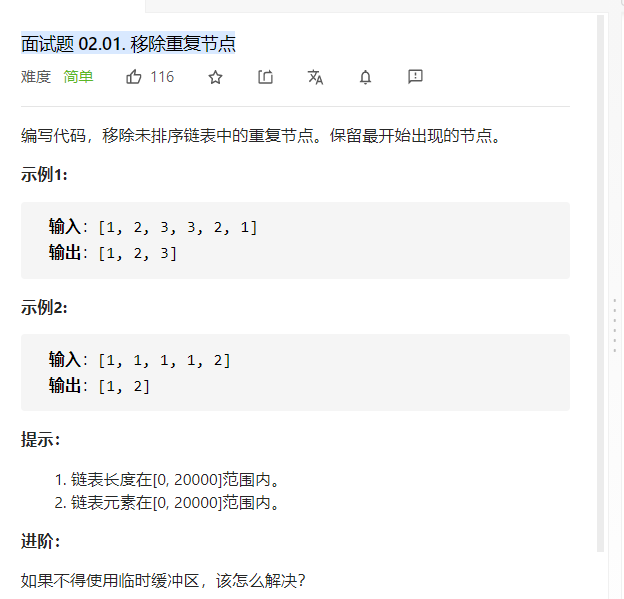 面试题 02.01. 移除重复节点
难度 简单 116
编写代码，移除未排序链表中的重复节点。保留最开始出现的节点。
示例1:
输入：[1, 2, 3, 3, 2, 1]
输出：[1, 2, 3]
示例2:
输入：[1, 1, 1, 1, 2]
输出：[1, 2]
提示：
1. 链表长度在[0, 20000]范围内。
2. 链表元素在[0, 20000]范围内。
进阶：
如果不得使用临时缓冲区，该怎么解决？